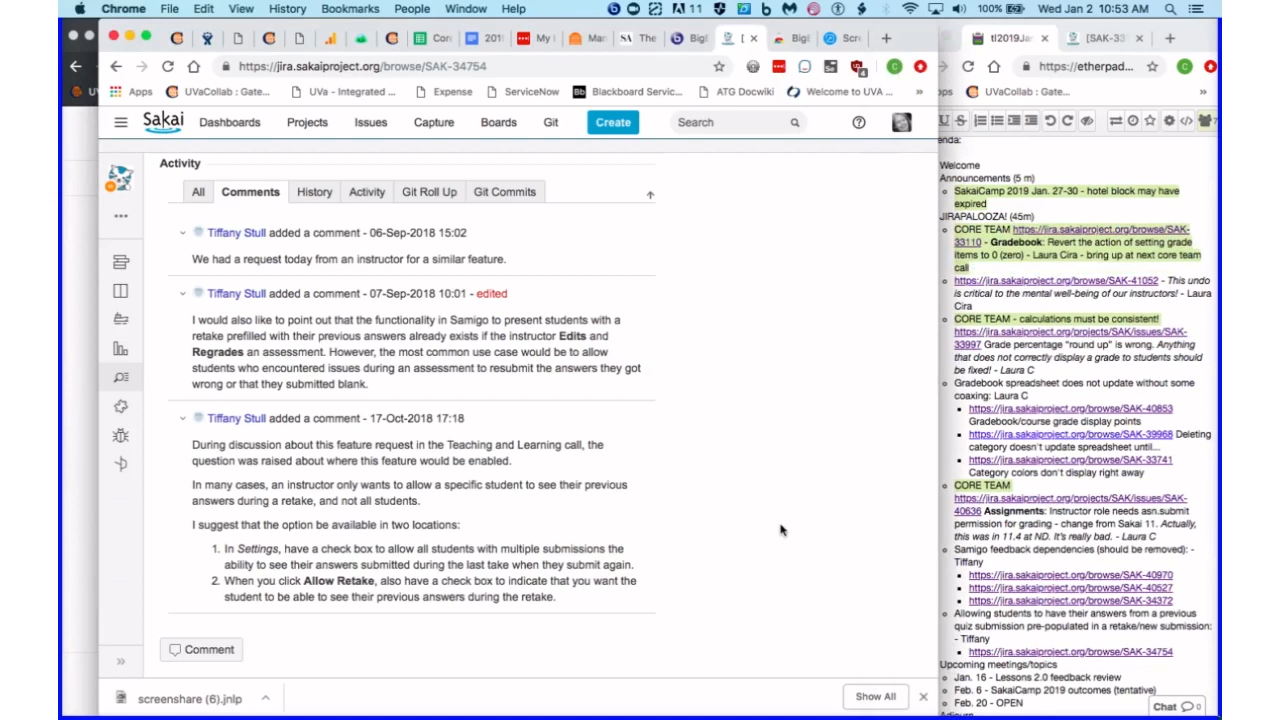 Chrome File Edit View History Bookmarks People Window Help
11 100% Wed Jan 2 10:53 AM
Con 2019 My I Mar SA The Bigl [ Bigl Scre
tl2019Jan [SAK-33
https://jira.sakaiproject.org/browse/SAK-34754
https://etherpad...
Apps UVaCollab : Gate... UVa - Integrated ... Expense ServiceNow Bb Blackboard Servic... ATG Docwiki Welcome to UVA ... »
UVaCollab : Gate... »
Sakai Dashboards Projects Issues Capture Boards Git Create Search
Activity
All Comments History Activity Git Roll Up Git Commits
Tiffany Stull added a comment - 06-Sep-2018 15:02
We had a request today from an instructor for a similar feature.
Tiffany Stull added a comment - 07-Sep-2018 10:01 - edited
I would also like to point out that the functionality in Samigo to present students with a
retake prefilled with their previous answers already exists if the instructor Edits and
Regrades an assessment. However, the most common use case would be to allow
students who encountered issues during an assessment to resubmit the answers they got
wrong or that they submitted blank.
Tiffany Stull added a comment - 17-Oct-2018 17:18
During discussion about this feature request in the Teaching and Learning call, the
question was raised about where this feature would be enabled.
In many cases, an instructor only wants to allow a specific student to see their previous
answers during a retake, and not all students.
I suggest that the option be available in two locations:
1. In Settings, have a check box to allow all students with multiple submissions the
ability to see their answers submitted during the last take when they submit again.
2. When you click Allow Retake, also have a check box to indicate that you want the
student to be able to see their previous answers during the retake.
Comment
screenshare (6).jnlp
Show All
enda:
Welcome
Announcements (5 m)
SakaiCamp 2019 Jan. 27-30 - hotel block may have
expired
JIRAPALOOZA! (45m)
CORE TEAM https://jira.sakaiproject.org/browse/SAK-
33110 - Gradebook: Revert the action of setting grade
items to 0 (zero) - Laura Cira - bring up at next core team
call
https://jira.sakaiproject.org/browse/SAK-41052 - This undo
is critical to the mental well-being of our instructors! - Laura
Cira
CORE TEAM - calculations must be consistent!
https://jira.sakaiproject.org/projects/SAK/issues/SAK-
33997 Grade percentage "round up" is wrong. Anything
that does not correctly display a grade to students should
be fixed! - Laura C
Gradebook spreadsheet does not update without some
coaxing: Laura C
https://jira.sakaiproject.org/browse/SAK-40853
Gradebook/course grade display points
https://jira.sakaiproject.org/browse/SAK-39968 Deleting
category doesn't update spreadsheet until...
https://jira.sakaiproject.org/browse/SAK-33741
Category colors don't display right away
CORE TEAM
https://jira.sakaiproject.org/projects/SAK/issues/SAK-
40636 Assignments: Instructor role needs asn.submit
permission for grading - change from Sakai 11. Actually,
this was in 11.4 at ND. It's really bad. - Laura C
Samigo feedback dependencies (should be removed): -
Tiffany
https://jira.sakaiproject.org/browse/SAK-40970
https://jira.sakaiproject.org/browse/SAK-40527
https://jira.sakaiproject.org/browse/SAK-34372
Allowing students to have their answers from a previous
quiz submission pre-populated in a retake/new submission:
- Tiffany
https://jira.sakaiproject.org/browse/SAK-34754
Upcoming meetings/topics
Jan. 16 - Lessons 2.0 feedback review
Feb. 6 - SakaiCamp 2019 outcomes (tentative)
Feb. 20 - OPEN
Chat 0